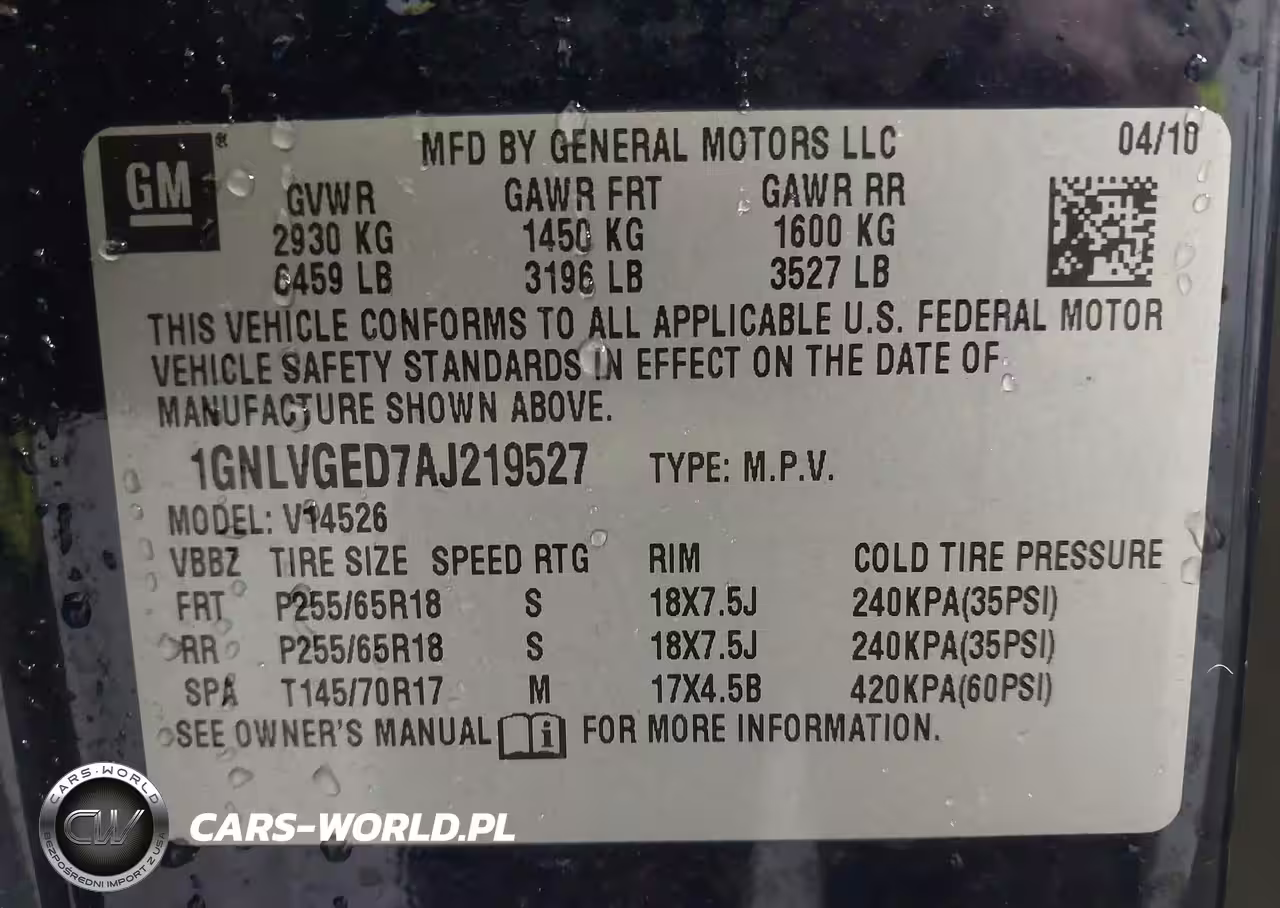 GM®
MFD BY GENERAL MOTORS LLC 04/10
GVWR GAWR FRT GAWR RR
2930 KG 1450 KG 1600 KG
6459 LB 3196 LB 3527 LB
THIS VEHICLE CONFORMS TO ALL APPLICABLE U.S. FEDERAL MOTOR
VEHICLE SAFETY STANDARDS IN EFFECT ON THE DATE OF
MANUFACTURE SHOWN ABOVE.
1GNLVGED7AJ219527 TYPE: M.P.V.
MODEL: V14526
VBBZ TIRE SIZE SPEED RTG RIM COLD TIRE PRESSURE
FRT P255/65R18 S 18X7.5J 240KPA(35PSI)
RR P255/65R18 S 18X7.5J 240KPA(35PSI)
SPA T145/70R17 M 17X4.5B 420KPA(60PSI)
SEE OWNER'S MANUAL i FOR MORE INFORMATION.
CARS-WORLD
CW
BEZPOŚREDNI IMPORT Z USA
CARS-WORLD.PL